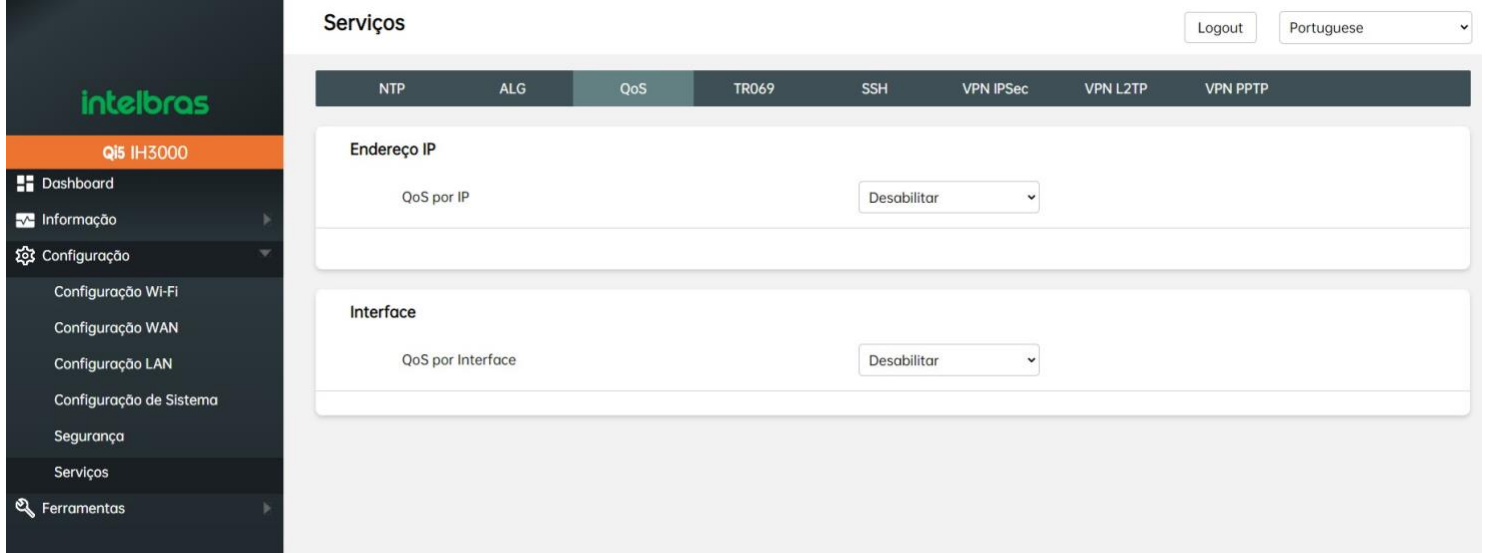 Serviços
Logout
Portuguese
intelbras
Qi5 IH3000
Dashboard
Informação
Configuração
Configuração Wi-Fi
Configuração WAN
Configuração LAN
Configuração de Sistema
Segurança
Serviços
Ferramentas
NTP ALG QoS TR069 SSH VPN IPSec VPN L2TP VPN PPTP
Endereço IP
QoS por IP Desabilitar
Interface
QoS por Interface Desabilitar